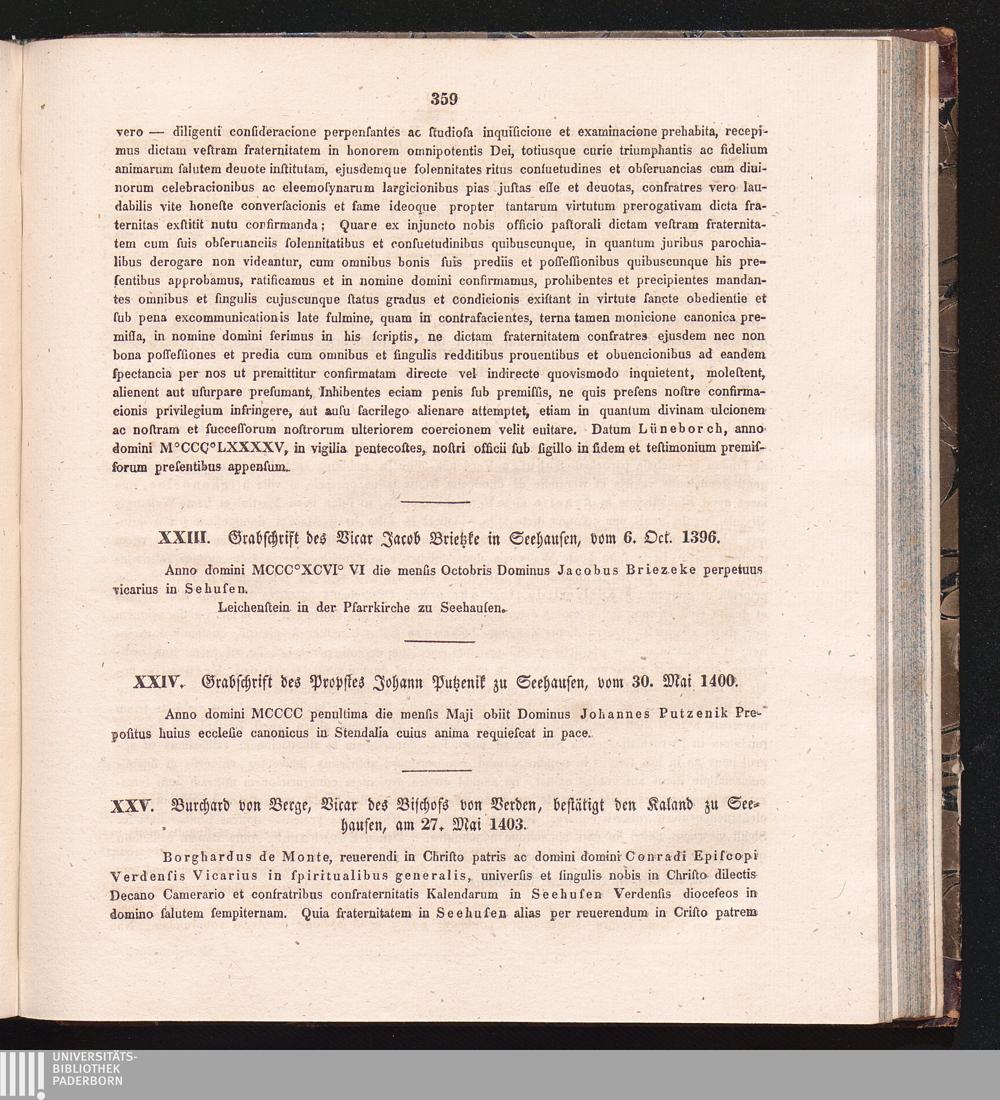 359
vero — diligenti conſideracione perpenſantes ac ſtudioſa inquiſicione et examinacione prehabita, recepi-
mus dictam veſtram fraternitatem in honorem omnipotentis Dei, totiusque curie triumphantis ac fidelium
animarum ſalutem deuote inſtitutam, ejusdemque ſolennitates ritus conſuetudines et obſeruancias cum diui-
norum celebracionibus ac eleemoſynarum largicionibus pias juſtas eſſe et deuotas, confratres vero lau-
dabilis vite honeſte converſacionis et fame ideoque propter tantarum virtutum prerogativam dicta fra-
ternitas exſtitit nutu confirmanda; Quare ex injuncto nobis officio paſtorali dictam veſtram fraternita-
tem cum ſuis obſeruanciis ſolennitatibus et conſuetudinibus quibuscunque, in quantum juribus parochia-
libus derogare non videantur, cum omnibus bonis ſuis prediis et poſſeſſionibus quibuscunque his pre-
ſentibus approbamus, ratificamus et in nomine domini confirmamus, prohibentes et precipientes mandan-
tes omnibus et ſingulis cujuscunque ſtatus gradus et condicionis exiſtant in virtute ſancte obedientie et
ſub pena excommunicationis late fulmine, quam in contrafacientes, terna tamen monicione canonica pre-
miſſa, in nomine domini ferimus in his ſcriptis, ne dictam fraternitatem confratres ejusdem nec non
bona poſſeſſiones et predia cum omnibus et ſingulis redditibus prouentibus et obuencionibus ad eandem
ſpectancia per nos ut premittitur confirmatam directe vel indirecte quovismodo inquietent, moleſtent,
alienent aut uſurpare preſumant, Inhibentes eciam penis ſub premiſſis, ne quis preſens noſtre confirma-
cionis privilegium infringere, aut auſu ſacrilego alienare attemptet, etiam in quantum divinam ulcionem
ac noſtram et ſucceſſorum noſtrorum ulteriorem coercionem velit euitare. Datum Lüneborch, anno
domini M°CCC°LXXXXV, in vigilia pentecoſtes, noſtri officii ſub ſigillo in fidem et teſtimonium premiſ-
ſorum preſentibus appenſum.
XXIII. Grabſchrift des Vicar Jacob Brietzke in Seehauſen, vom 6. Oct. 1396.
Anno domini MCCC°XCVI° VI die menſis Octobris Dominus Jacobus Briezeke perpetuus
vicarius in Sehuſen.
Leichenſtein in der Pfarrkirche zu Seehauſen.
XXIV. Grabſchrift des Propſtes Johann Putzenik zu Seehauſen, vom 30. Mai 1400.
Anno domini MCCCC penultima die menſis Maji obiit Dominus Johannes Putzenik Pre-
poſitus huius eccleſie canonicus in Stendalia cuius anima requieſcat in pace.
XXV. Burchard von Berge, Vicar des Biſchofs von Verden, beſtätigt den Kaland zu See-
hauſen, am 27. Mai 1403.
Borghardus de Monte, reuerendi in Chriſto patris ac domini domini Conradi Epiſcopi
Verdenſis Vicarius in ſpiritualibus generalis, univerſis et ſingulis nobis in Chriſto dilectis
Decano Camerario et confratribus confraternitatis Kalendarum in Seehuſen Verdenſis dioceſeos in
domino ſalutem ſempiternam. Quia fraternitatem in Seehuſen alias per reuerendum in Criſto patrem
UNIVERSITÄTS-
BIBLIOTHEK
PADERBORN